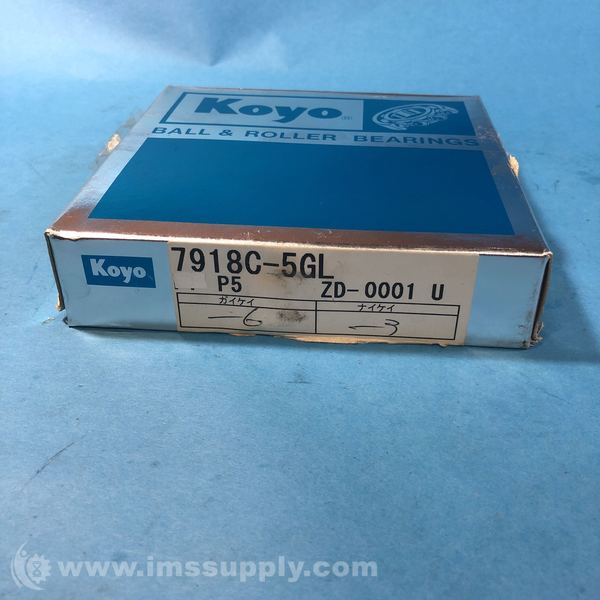 Koyo®
BALL & ROLLER BEARINGS
Koyo
7918C-5GL
P5 ZD-0001 U
ガイケイ ナイケイ
-6 -3
www.imssupply.com